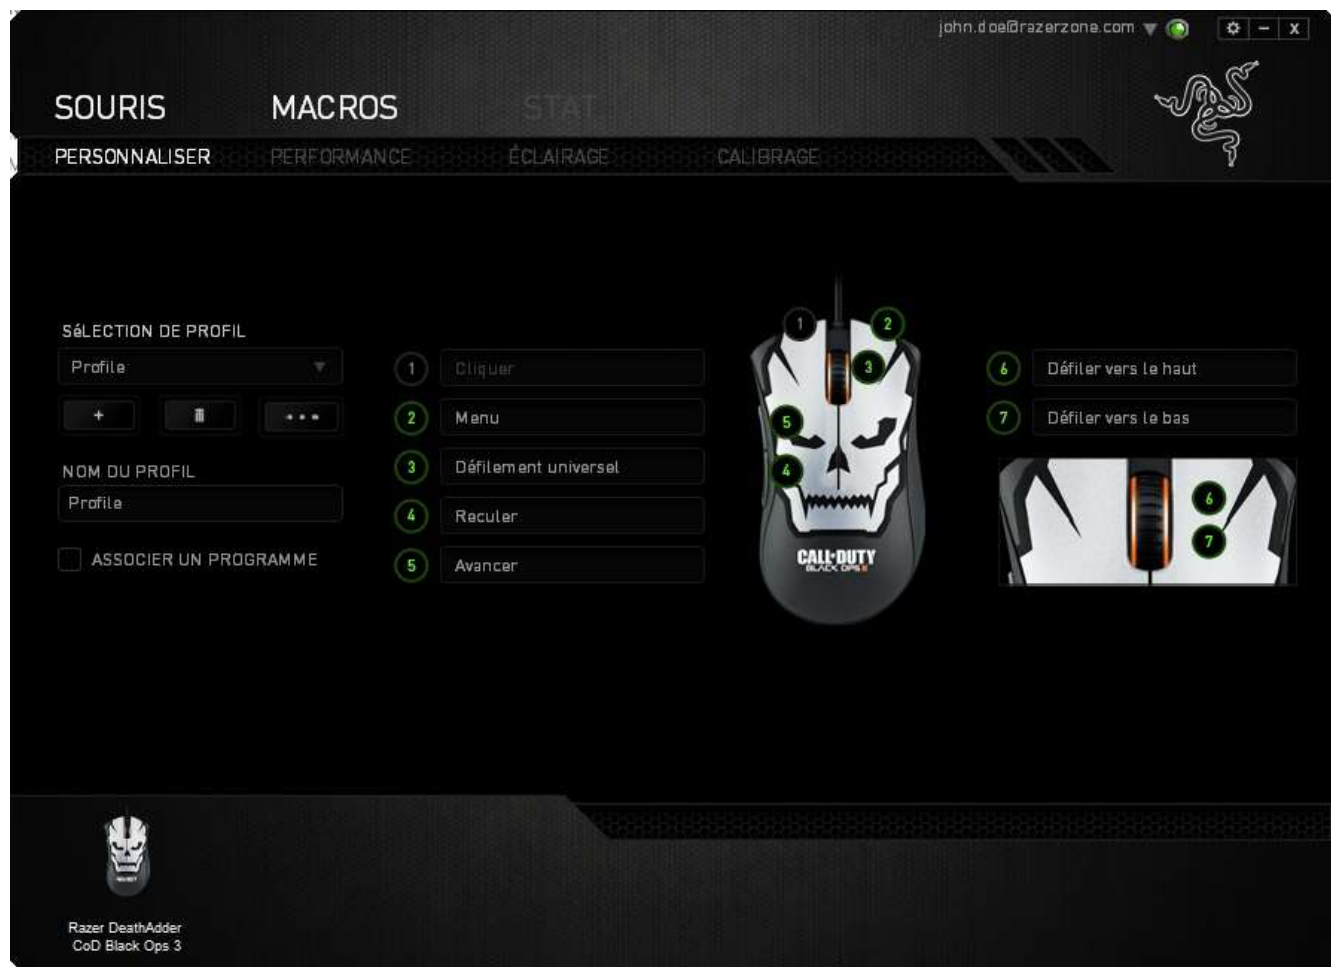 john.doe@razerzone.com
SOURIS
MACROS
STAT
PERSONNALISER
PERFORMANCE
ÉCLAIRAGE
CALIBRAGE
SéLECTION DE PROFIL
Profile
NOM DU PROFIL
Profile
ASSOCIER UN PROGRAMME
1 Cliquer
2 Menu
3 Défilement universel
4 Reculer
5 Avancer
1
2
3
5
4
CALL OF DUTY
BLACK OPS III
6 Défiler vers le haut
7 Défiler vers le bas
6
7
Razer DeathAdder
CoD Black Ops 3